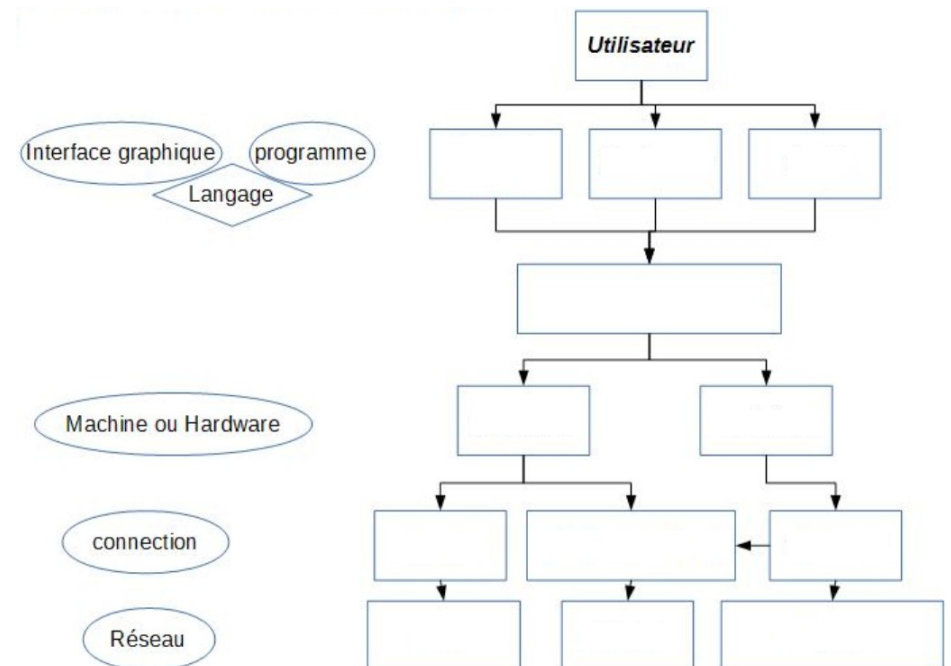 Utilisateur
Interface graphique
programme
Langage
Machine ou Hardware
connection
Réseau